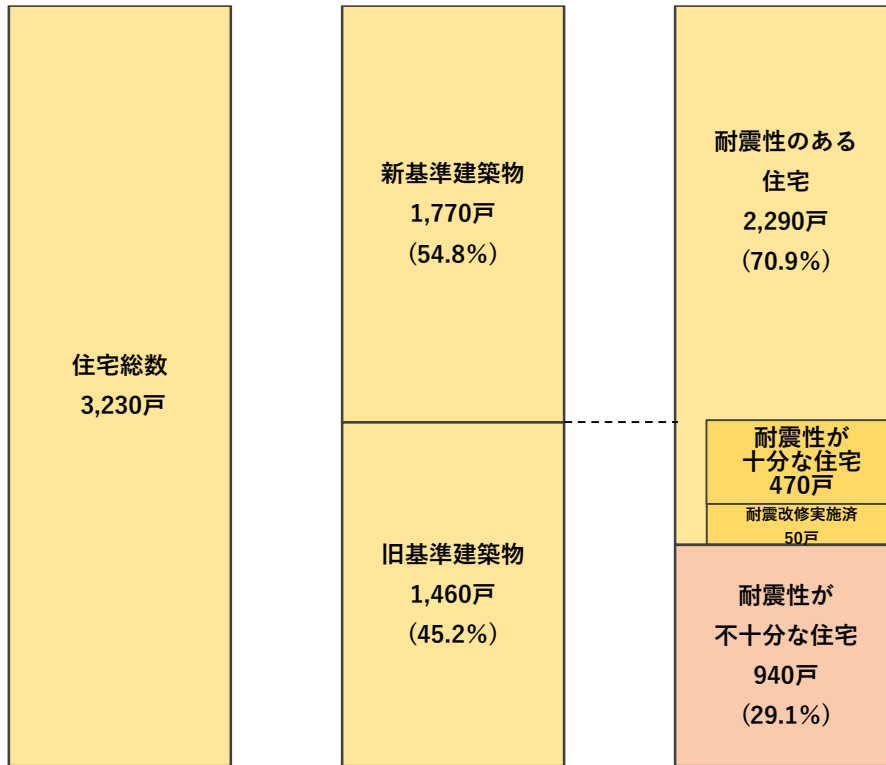 住宅総数
3,230戸
新基準建築物
1,770戸
(54.8%)
旧基準建築物
1,460戸
(45.2%)
耐震性のある
住宅
2,290戸
(70.9%)
耐震性が
十分な住宅
470戸
耐震改修実施済
50戸
耐震性が
不十分な住宅
940戸
(29.1%)